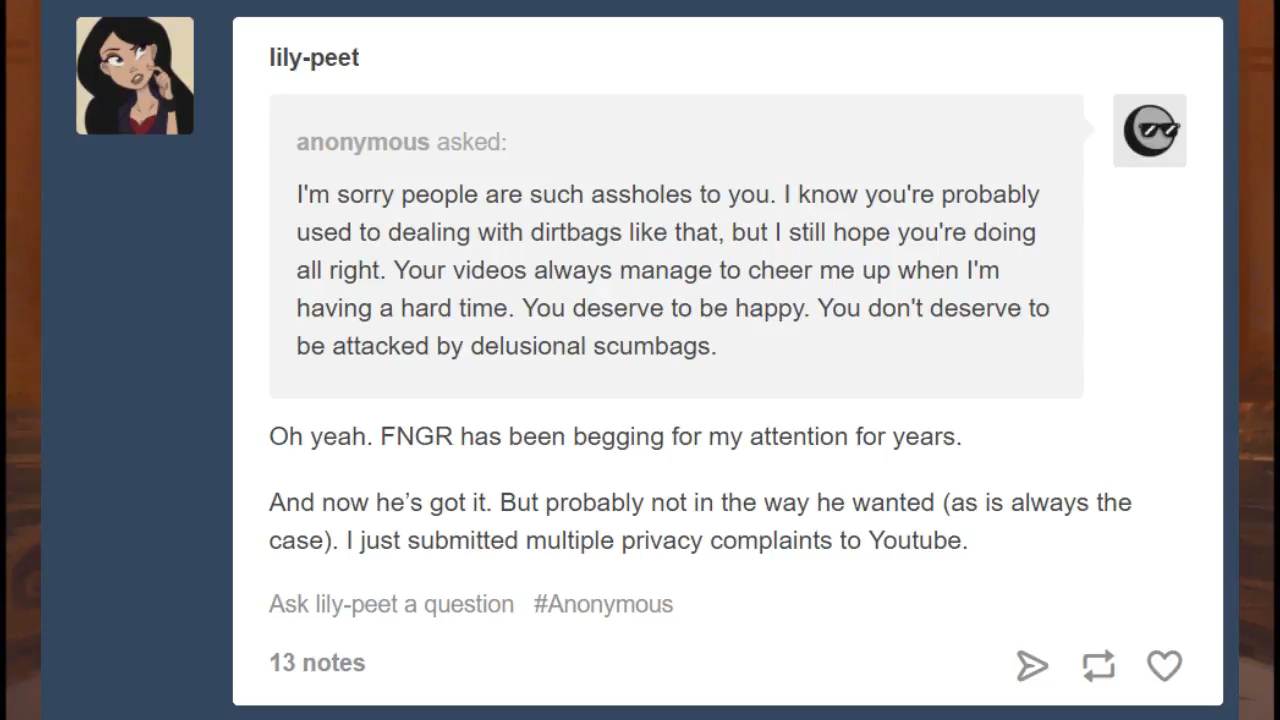 lily-peet
anonymous asked:
I'm sorry people are such assholes to you. I know you're probably
used to dealing with dirtbags like that, but I still hope you're doing
all right. Your videos always manage to cheer me up when I'm
having a hard time. You deserve to be happy. You don't deserve to
be attacked by delusional scumbags.
Oh yeah. FNGR has been begging for my attention for years.
And now he’s got it. But probably not in the way he wanted (as is always the
case). I just submitted multiple privacy complaints to Youtube.
Ask lily-peet a question #Anonymous
13 notes